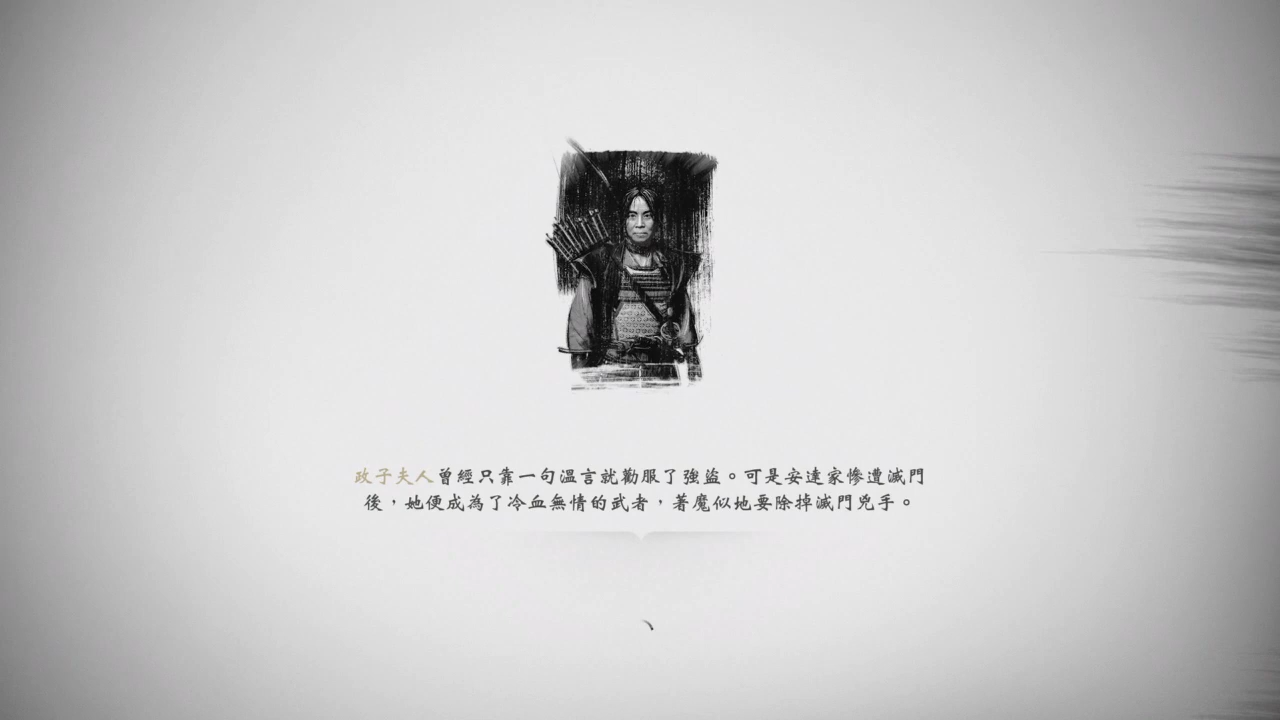 政子夫人曾經只靠一句溫言就勸服了強盜。可是安達家慘遭滅門
後，她便成為了冷血無情的武者，著魔似地要除掉滅門兇手。